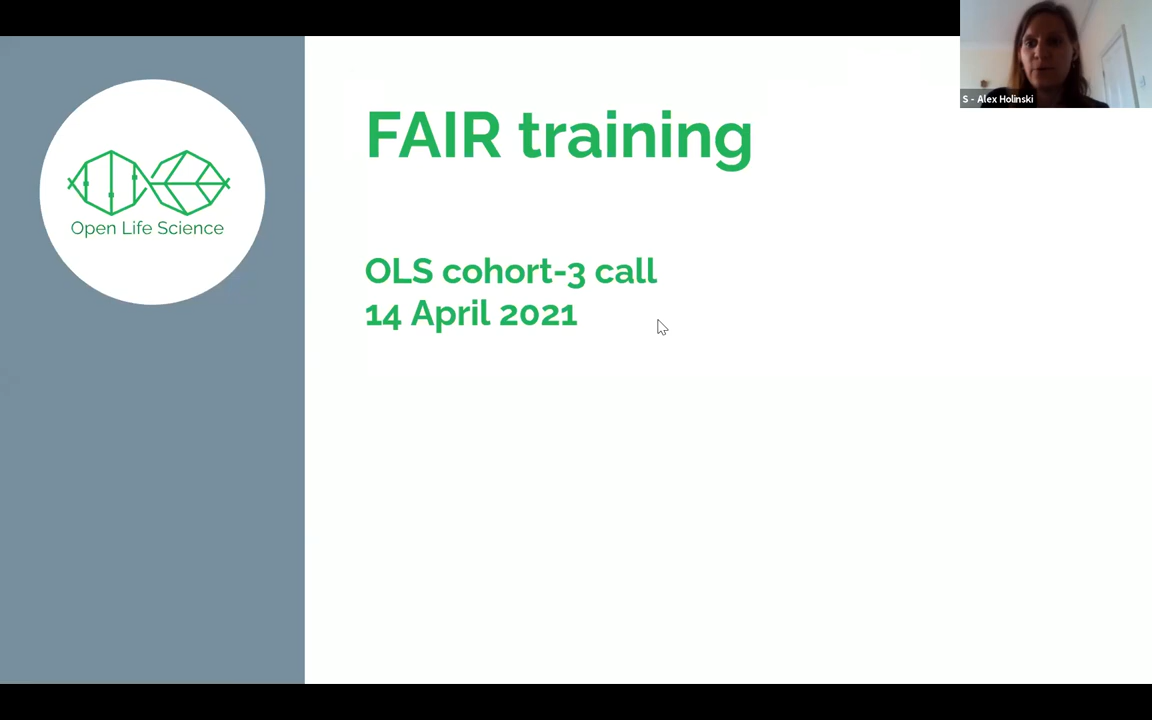 S - Alex Holinski
FAIR training
Open Life Science
OLS cohort-3 call
14 April 2021